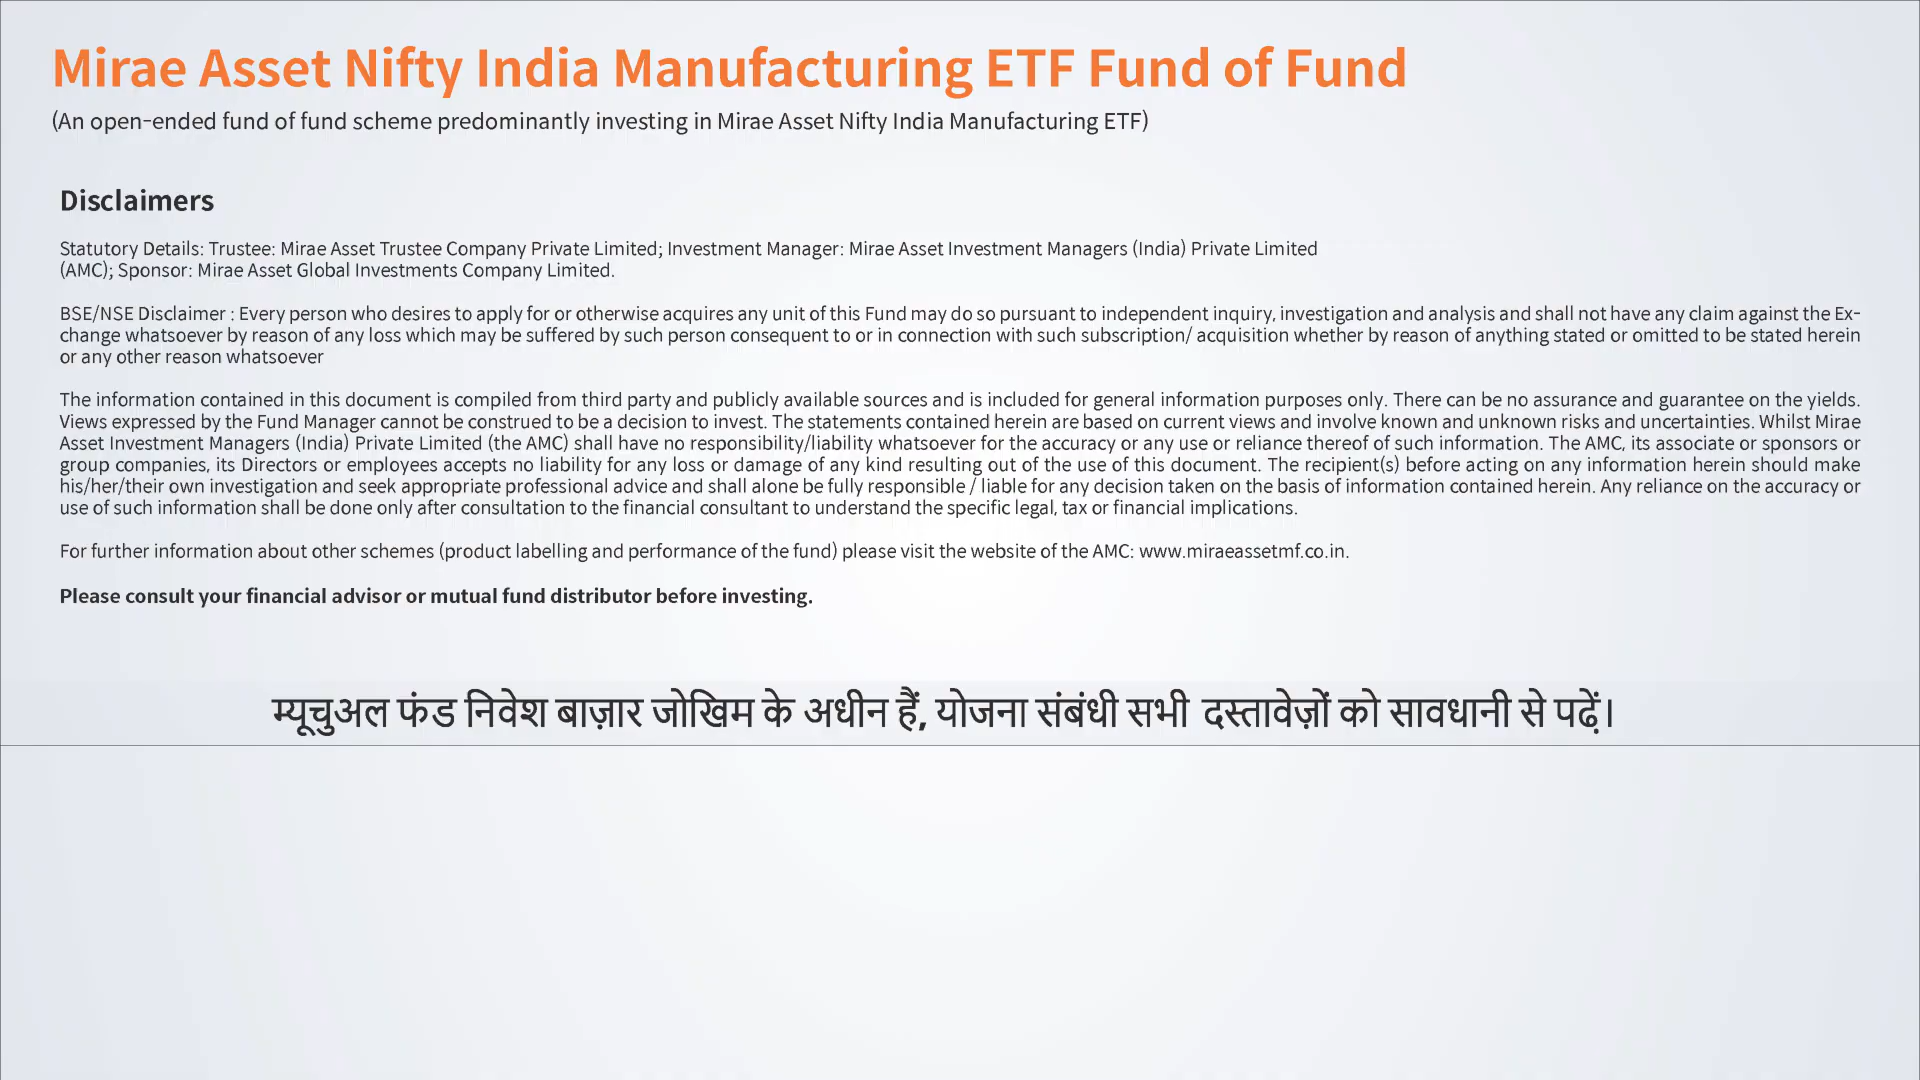 Mirae Asset Nifty India Manufacturing ETF Fund of Fund
(An open-ended fund of fund scheme predominantly investing in Mirae Asset Nifty India Manufacturing ETF)
Disclaimers
Statutory Details: Trustee: Mirae Asset Trustee Company Private Limited; Investment Manager: Mirae Asset Investment Managers (India) Private Limited
(AMC); Sponsor: Mirae Asset Global Investments Company Limited.
BSE/NSE Disclaimer : Every person who desires to apply for or otherwise acquires any unit of this Fund may do so pursuant to independent inquiry, investigation and analysis and shall not have any claim against the Ex-
change whatsoever by reason of any loss which may be suffered by such person consequent to or in connection with such subscription/ acquisition whether by reason of anything stated or omitted to be stated herein
or any other reason whatsoever
The information contained in this document is compiled from third party and publicly available sources and is included for general information purposes only. There can be no assurance and guarantee on the yields.
Views expressed by the Fund Manager cannot be construed to be a decision to invest. The statements contained herein are based on current views and involve known and unknown risks and uncertainties. Whilst Mirae
Asset Investment Managers (India) Private Limited (the AMC) shall have no responsibility/liability whatsoever for the accuracy or any use or reliance thereof of such information. The AMC, its associate or sponsors or
group companies, its Directors or employees accepts no liability for any loss or damage of any kind resulting out of the use of this document. The recipient(s) before acting on any information herein should make
his/her/their own investigation and seek appropriate professional advice and shall alone be fully responsible / liable for any decision taken on the basis of information contained herein. Any reliance on the accuracy or
use of such information shall be done only after consultation to the financial consultant to understand the specific legal, tax or financial implications.
For further information about other schemes (product labelling and performance of the fund) please visit the website of the AMC: www.miraeassetmf.co.in.
Please consult your financial advisor or mutual fund distributor before investing.
म्यूचुअल फंड निवेश बाज़ार जोखिम के अधीन हैं, योजना संबंधी सभी दस्तावेज़ों को सावधानी से पढ़ें।